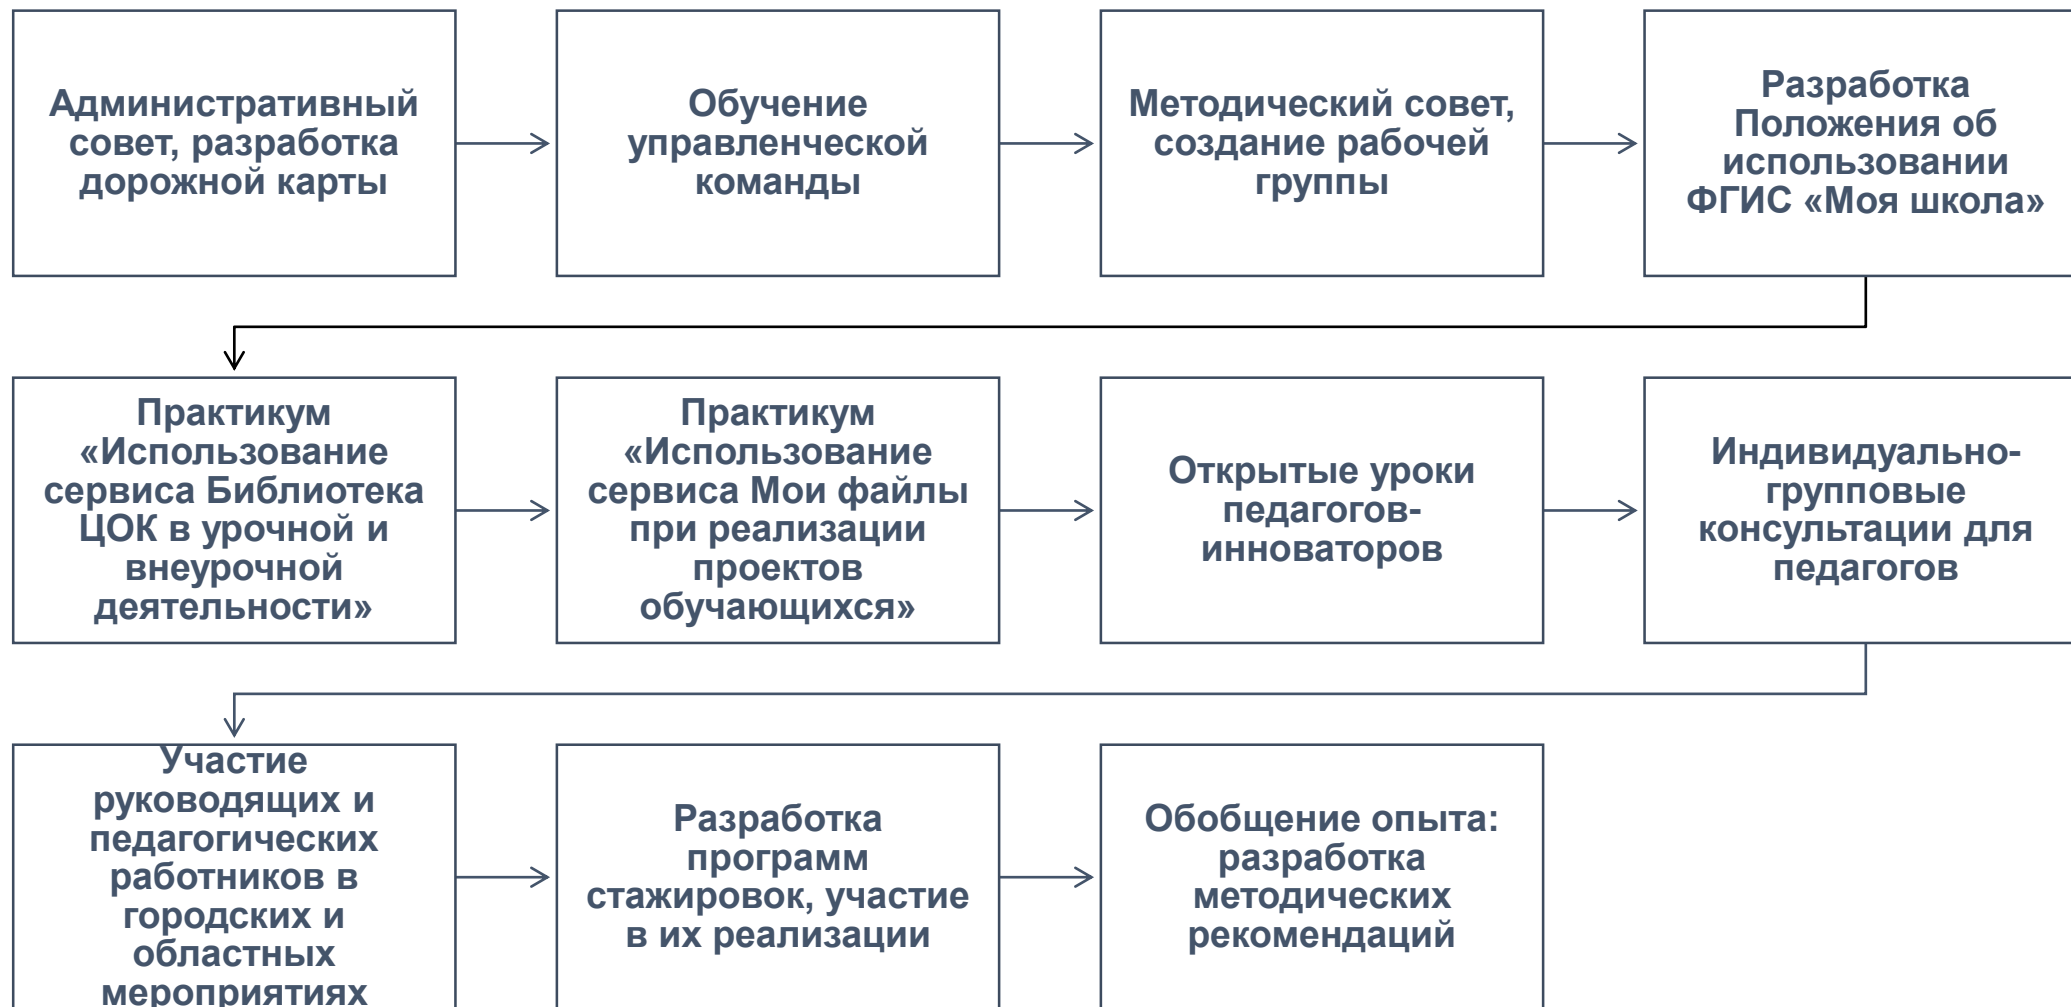 Административный
совет, разработка
дорожной карты
Обучение
управленческой
команды
Методический совет,
создание рабочей
группы
Разработка
Положения об
использовании
ФГИС «Моя школа»
Практикум
«Использование
сервиса Библиотека
ЦОК в урочной и
внеурочной
деятельности»
Практикум
«Использование
сервиса Мои файлы
при реализации
проектов
обучающихся»
Открытые уроки
педагогов-
инноваторов
Индивидуально-
групповые
консультации для
педагогов
Участие
руководящих и
педагогических
работников в
городских и
областных
мероприятиях
Разработка
программ
стажировок, участие
в их реализации
Обобщение опыта:
разработка
методических
рекомендаций